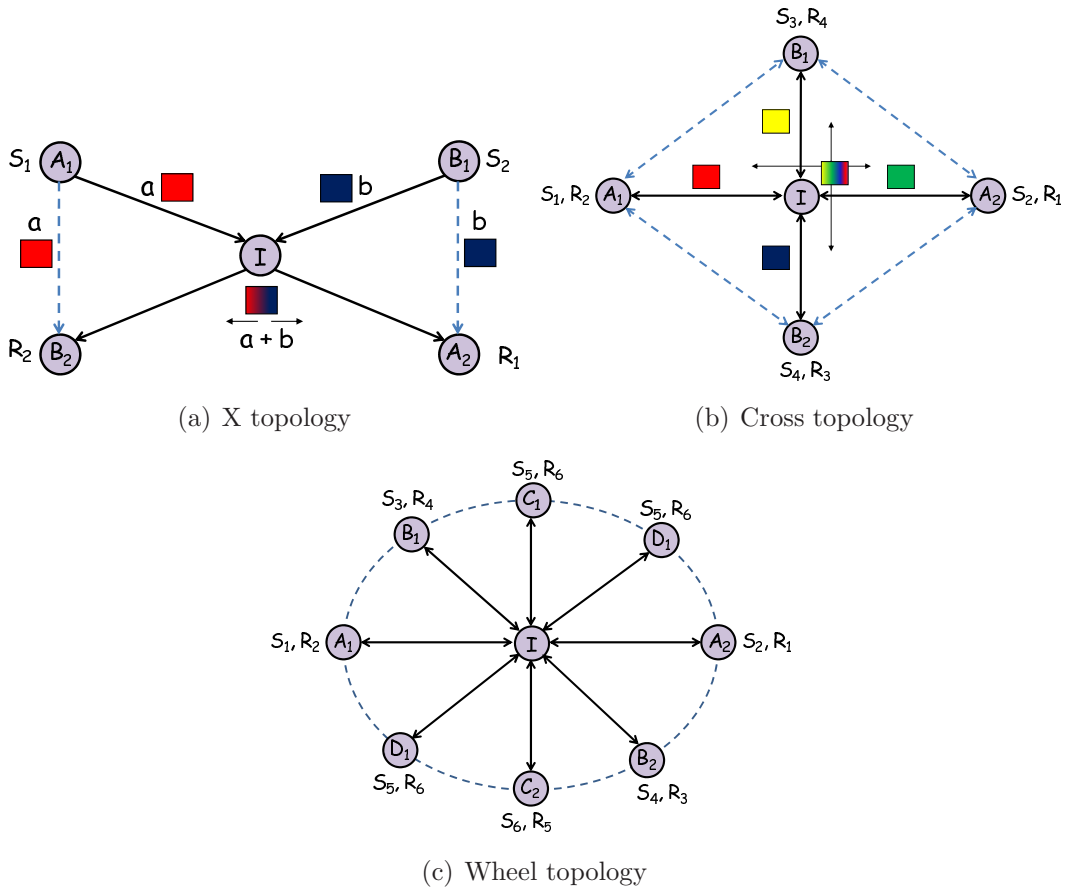 S3, R4
B1
S1 A1
B1 S2
a
b
a
b
I
a + b
R2 B2
A2 R1
S1, R2 A1
I
A2 S2, R1
B2
S4, R3
(a) X topology
(b) Cross topology
S5, R6
C1
S3, R4
B1
S5, R6
D1
S1, R2 A1
I
A2 S2, R1
D1
S5, R6
C2
S6, R5
B2
S4, R3
(c) Wheel topology